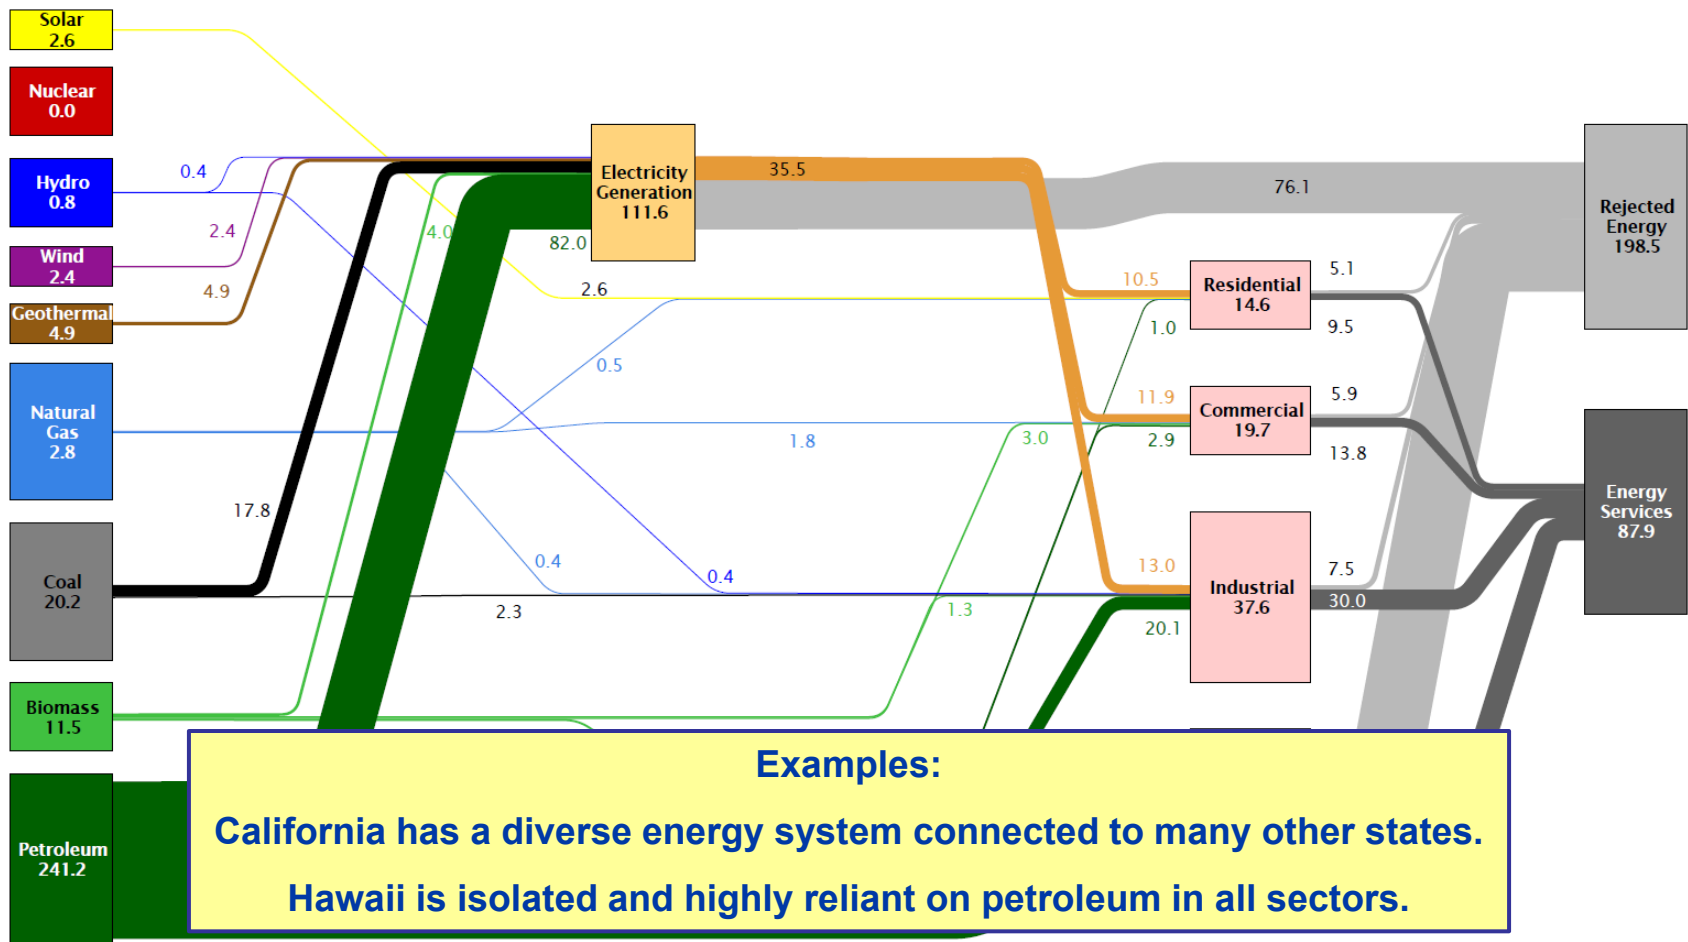 Solar
2.6
Nuclear
0.0
Hydro
0.8
Wind
2.4
Geothermal
4.9
Natural
Gas
2.8
Coal
20.2
Biomass
11.5
Petroleum
241.2
0.4
2.4
4.9
17.8
4.0
82.0
Electricity
Generation
111.6
35.5
76.1
2.6
0.5
1.8
0.4
0.4
2.3
1.3
3.0
10.5
1.0
11.9
2.9
13.0
20.1
Residential
14.6
Commercial
19.7
Industrial
37.6
5.1
9.5
5.9
13.8
7.5
30.0
Rejected
Energy
198.5
Energy
Services
87.9
Examples:
California has a diverse energy system connected to many other states.
Hawaii is isolated and highly reliant on petroleum in all sectors.